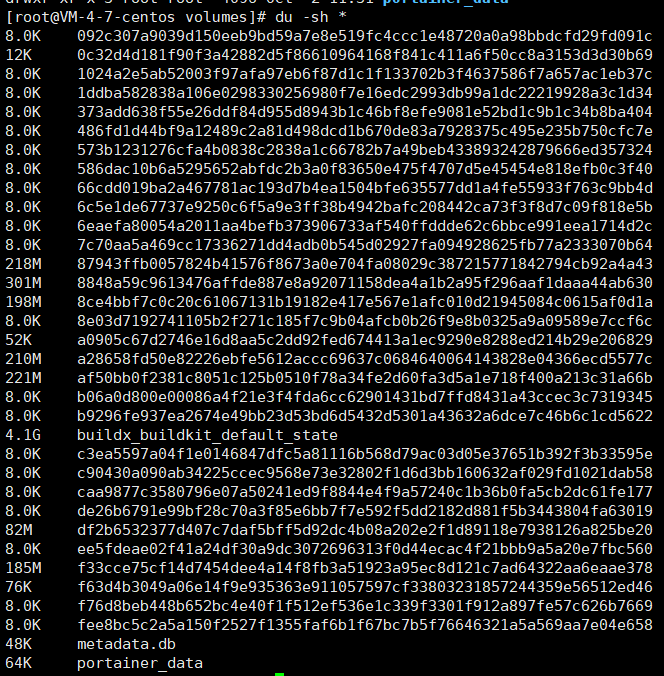 [root@VM-4-7-centos volumes]# du -sh *
8.0K 092c307a9039d150eeb9bd59a7e8e519fc4ccc1e48720a0a98bbdcfd29fd091c
12K 0c32d4d181f90f3a42882d5f86610964168f841c411a6f50cc8a3153d3d30b69
8.0K 1024a2e5ab52003f97afa97eb6f87d1c1f133702b3f4637586f7a657ac1eb37c
8.0K 1ddba582838a106e0298330256980f7e16edc2993db99a1dc22219928a3c1d34
8.0K 373add638f55e26ddf84d955d8943b1c46bf8efe9081e52bd1c9b1c34b8ba404
8.0K 486fd1d44bf9a12489c2a81d498dcd1b670de83a7928375c495e235b750cfc7e
8.0K 573b1231276cfa4b0838c2838a1c66782b7a49beb433893242879666ed357324
8.0K 586dac10b6a5295652abfdc2b3a0f83650e475f4707d5e45454e818efb0c3f40
8.0K 66cdd019ba2a467781ac193d7b4ea1504bfe635577dd1a4fe55933f763c9bb4d
8.0K 6c5e1de67737e9250c6f5a9e3ff38b4942bafc208442ca73f3f8d7c09f818e5b
8.0K 6eaefa80054a2011aa4befb373906733af540ffddde62c6bbce991eea1714d2c
8.0K 7c70aa5a469cc17336271dd4adb0b545d02927fa094928625fb77a2333070b64
218M 87943ffb0057824b41576f8673a0e704fa08029c387215771842794cb92a4a43
301M 8848a59c9613476affde887e8a92071158dea4a1b2a95f296aaf1daaa44ab630
198M 8ce4bbf7c0c20c61067131b19182e417e567e1afc010d21945084c0615af0d1a
8.0K 8e03d7192741105b2f271c185f7c9b04afcb0b26f9e8b0325a9a09589e7ccf6c
52K a0905c67d2746e16d8aa5c2dd92fed674413a1ec9290e8288ed214b29e206829
210M a28658fd50e82226ebfe5612accc69637c0684640064143828e04366ecd5577c
221M af50bb0f2381c8051c125b0510f78a34fe2d60fa3d5a1e718f400a213c31a66b
8.0K b06a0d800e00086a4f21e3f4fda6cc62901431bd7ffd8431a43ccec3c7319345
8.0K b9296fe937ea2674e49bb23d53bd6d5432d5301a43632a6dce7c46b6c1cd5622
4.1G buildx_buildkit_default_state
8.0K c3ea5597a04f1e0146847dfc5a81116b568d79ac03d05e37651b392f3b33595e
8.0K c90430a090ab34225ccec9568e73e32802f1d6d3bb160632af029fd1021dab58
8.0K caa9877c3580796e07a50241ed9f8844e4f9a57240c1b36b0fa5cb2dc61fe177
8.0K de26b6791e99bf28c70a3f85e6bb7f7e592f5dd2182d881f5b3443804fa63019
82M df2b6532377d407c7daf5bff5d92dc4b08a202e2f1d89118e7938126a825be20
8.0K ee5fdeae02f41a24df30a9dc3072696313f0d44ecac4f21bbb9a5a20e7fbc560
185M f33cce75cf14d7454dee4a14f8fb3a51923a95ec8d121c7ad64322aa6eaae378
76K f63d4b3049a06e14f9e935363e911057597cf33803231857244359e56512ed46
8.0K f76d8beb448b652bc4e40f1f512ef536e1c339f3301f912a897fe57c626b7669
8.0K fee8bc5c2a5a150f2527f1355faf6b1f67bc7b5f76646321a5a569aa7e04e658
48K metadata.db
64K portainer_data